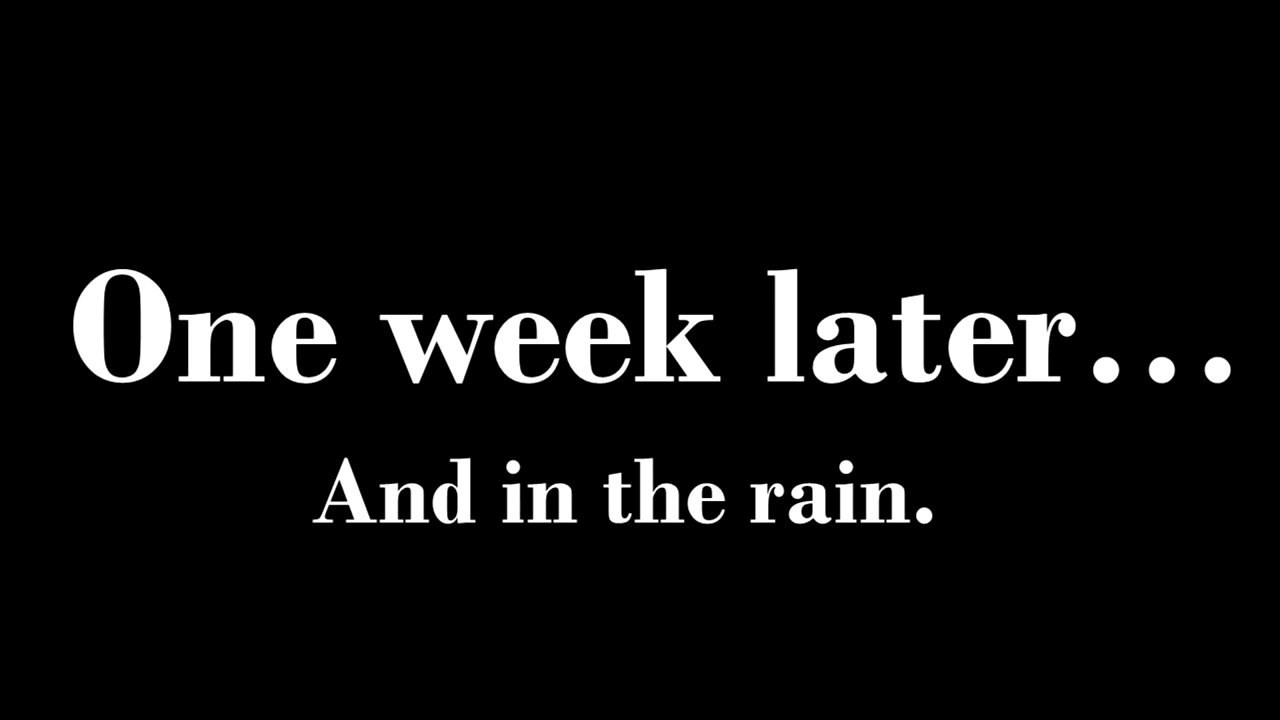 One week later...
And in the rain.